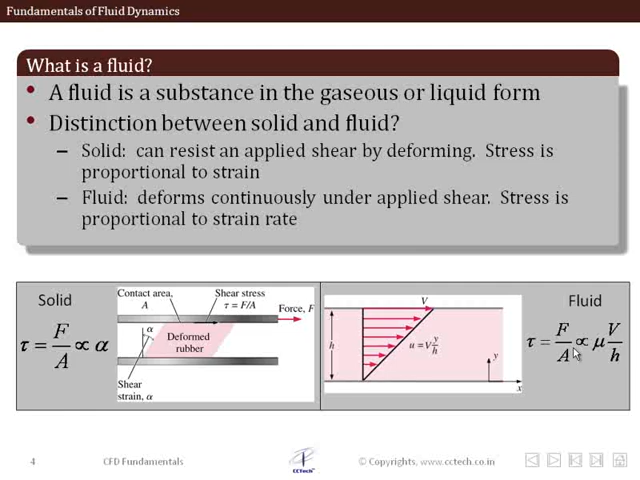 Fundamentals of Fluid Dynamics
What is a fluid?
• A fluid is a substance in the gaseous or liquid form
• Distinction between solid and fluid?
– Solid: can resist an applied shear by deforming. Stress is
proportional to strain
– Fluid: deforms continuously under applied shear. Stress is
proportional to strain rate
Solid
τ = F/A ∝ α
Contact area,
A
Shear stress
τ = F/A
Force, F
α
Deformed
rubber
Shear
strain, α
V
h
u = V y/h
y
x
Fluid
τ = F/A ∝ μ V/h
4
CFD Fundamentals
CCTech
© Copyrights, www.cctech.co.in